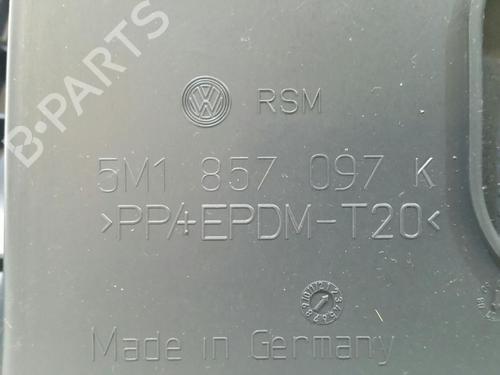 B-PARTS
RSM
5M1 857 097 K
>PP+EPDM-T20<
Made in Germany